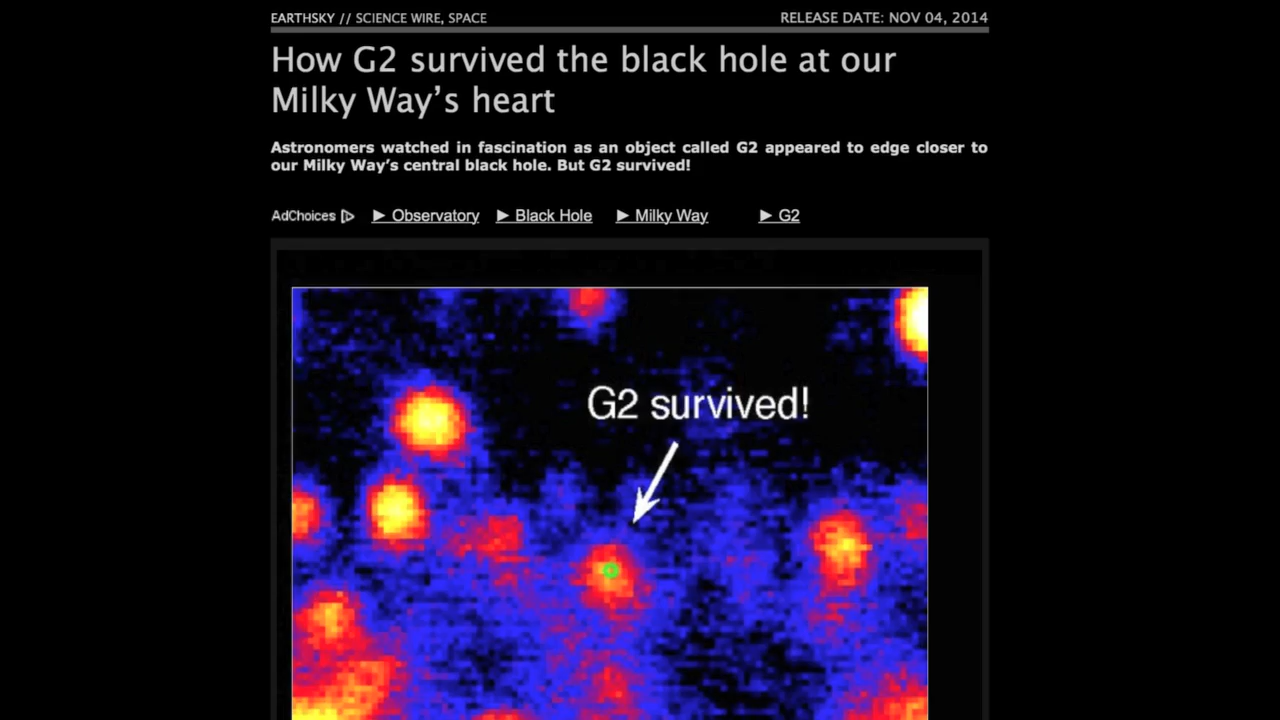 EARTHSKY // SCIENCE WIRE, SPACE
RELEASE DATE: NOV 04, 2014
How G2 survived the black hole at our
Milky Way’s heart
Astronomers watched in fascination as an object called G2 appeared to edge closer to
our Milky Way’s central black hole. But G2 survived!
AdChoices ► Observatory ► Black Hole ► Milky Way ► G2
G2 survived!